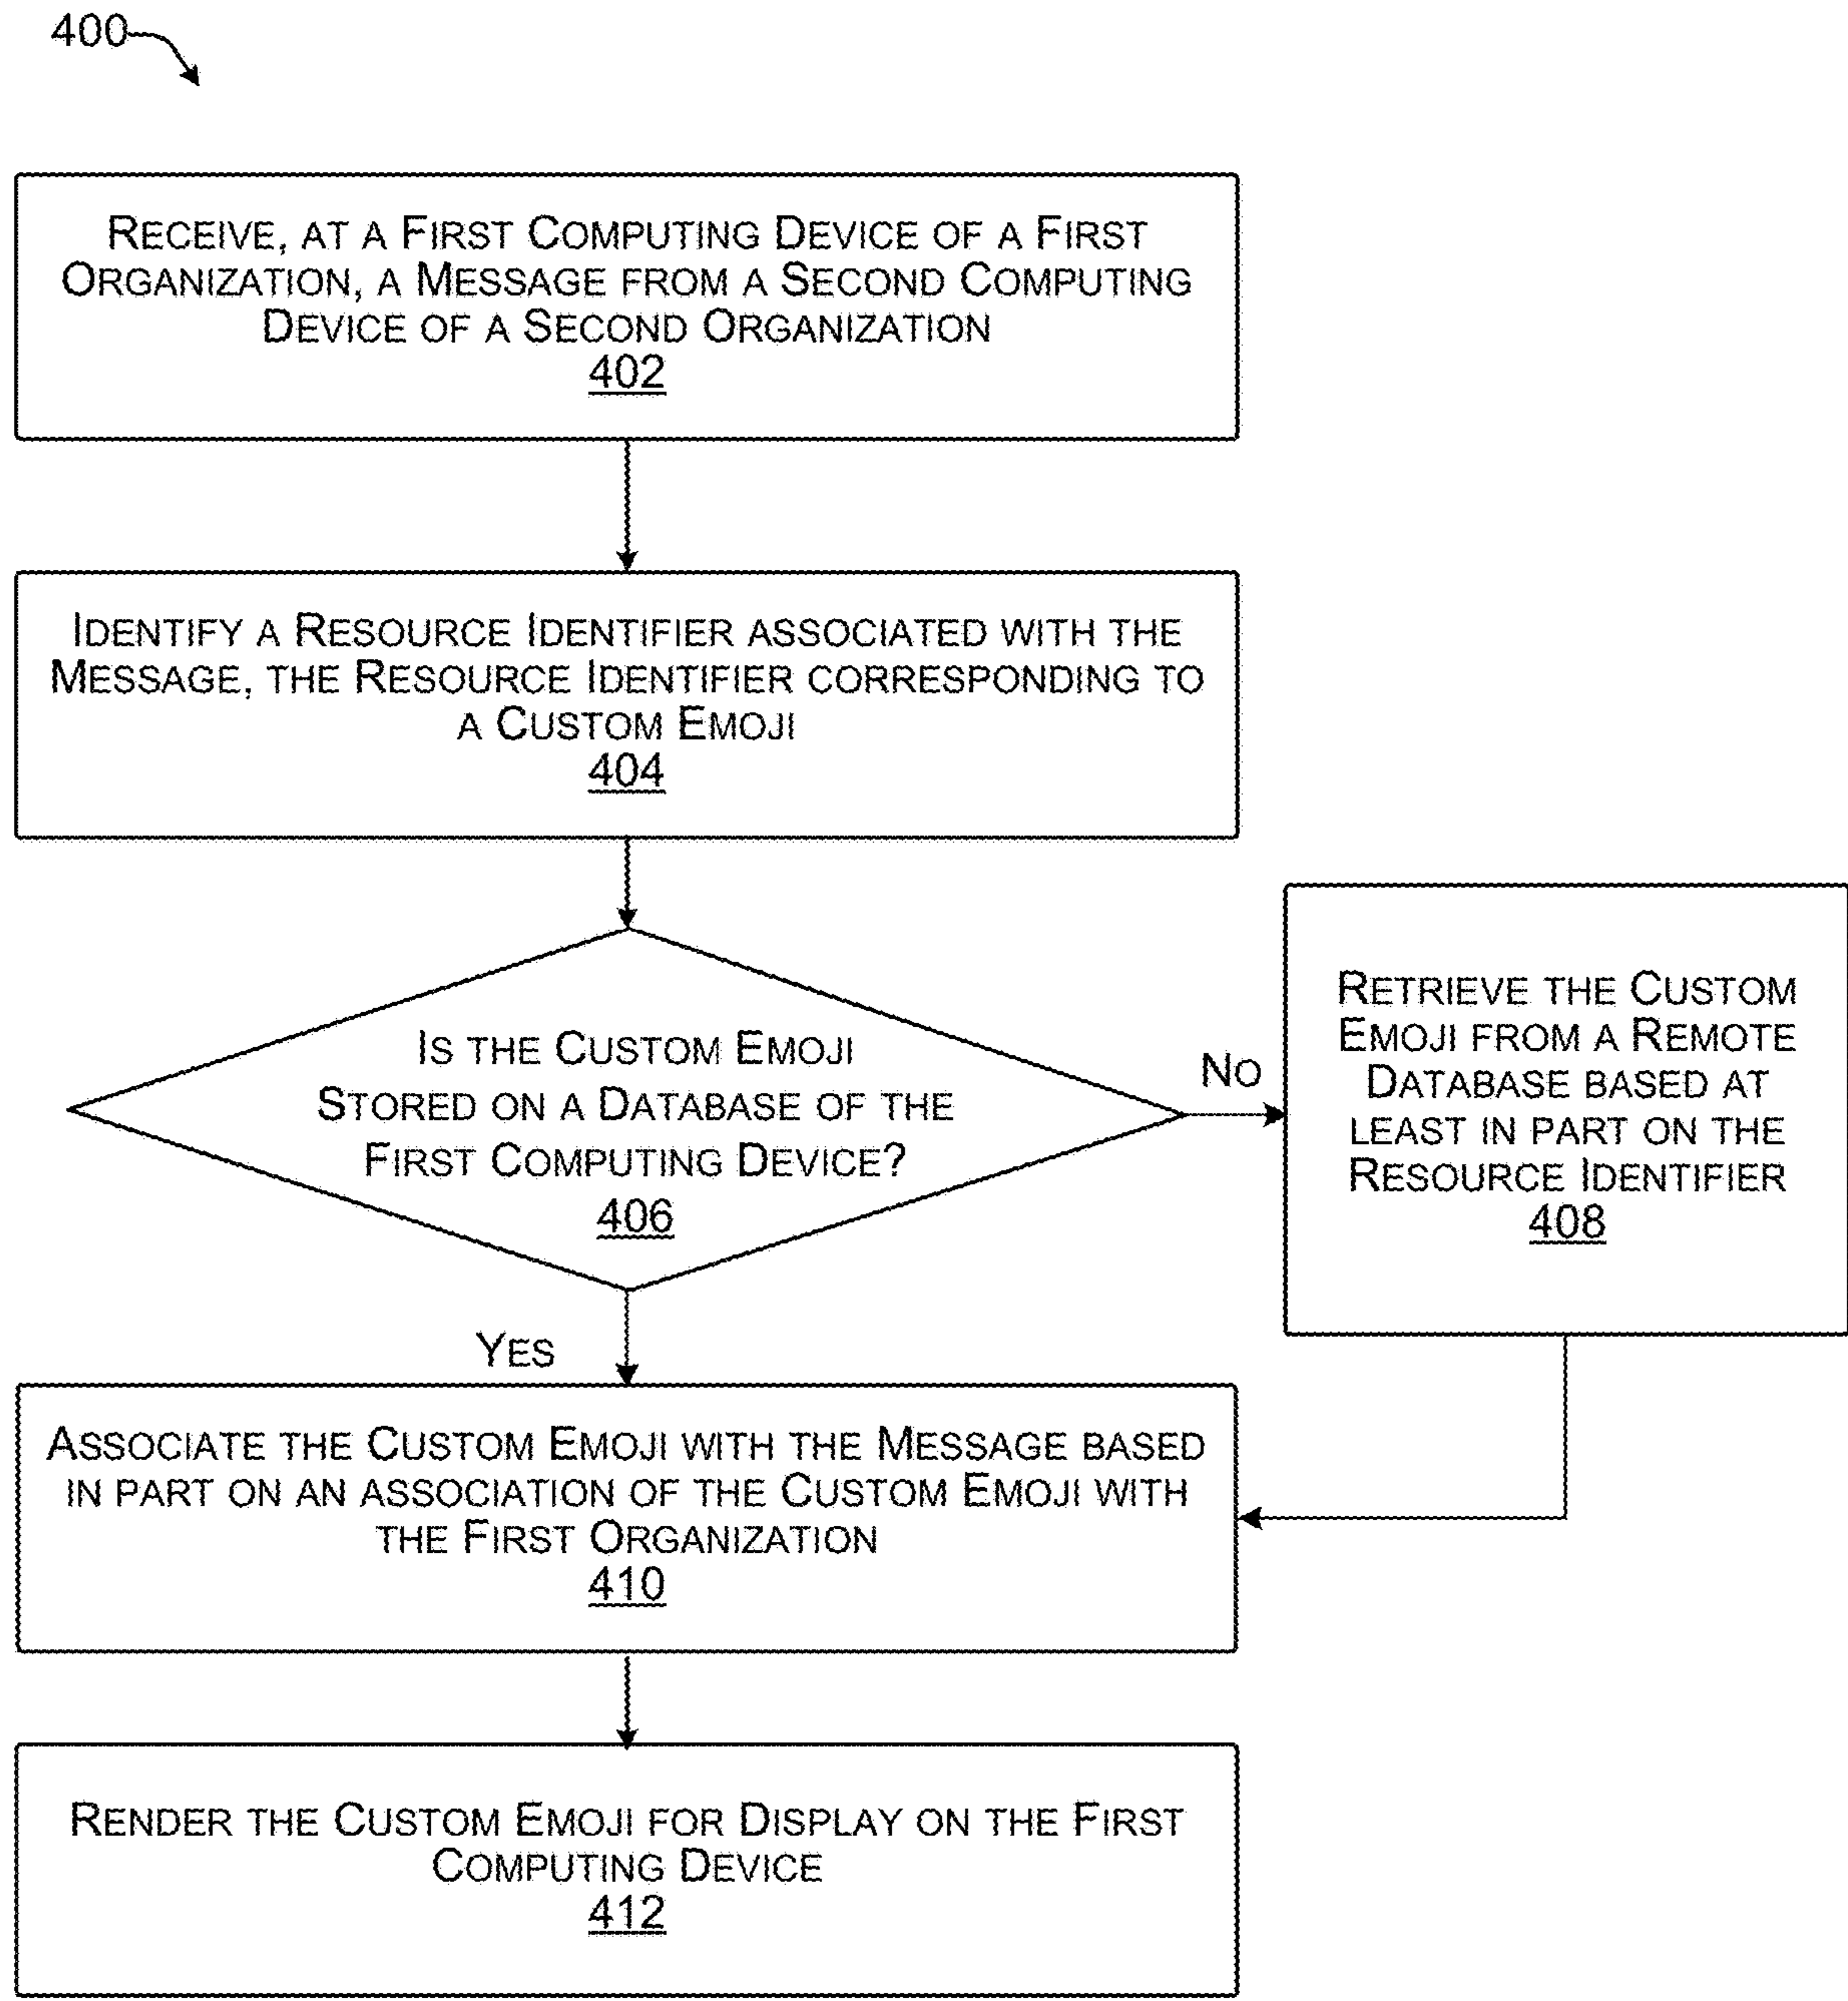 400
RECEIVE, AT A FIRST COMPUTING DEVICE OF A FIRST
ORGANIZATION, A MESSAGE FROM A SECOND COMPUTING
DEVICE OF A SECOND ORGANIZATION
402
IDENTIFY A RESOURCE IDENTIFIER ASSOCIATED WITH THE
MESSAGE, THE RESOURCE IDENTIFIER CORRESPONDING TO
A CUSTOM EMOJI
404
IS THE CUSTOM EMOJI
STORED ON A DATABASE OF THE
FIRST COMPUTING DEVICE?
406
NO
RETRIEVE THE CUSTOM
EMOJI FROM A REMOTE
DATABASE BASED AT
LEAST IN PART ON THE
RESOURCE IDENTIFIER
408
YES
ASSOCIATE THE CUSTOM EMOJI WITH THE MESSAGE BASED
IN PART ON AN ASSOCIATION OF THE CUSTOM EMOJI WITH
THE FIRST ORGANIZATION
410
RENDER THE CUSTOM EMOJI FOR DISPLAY ON THE FIRST
COMPUTING DEVICE
412